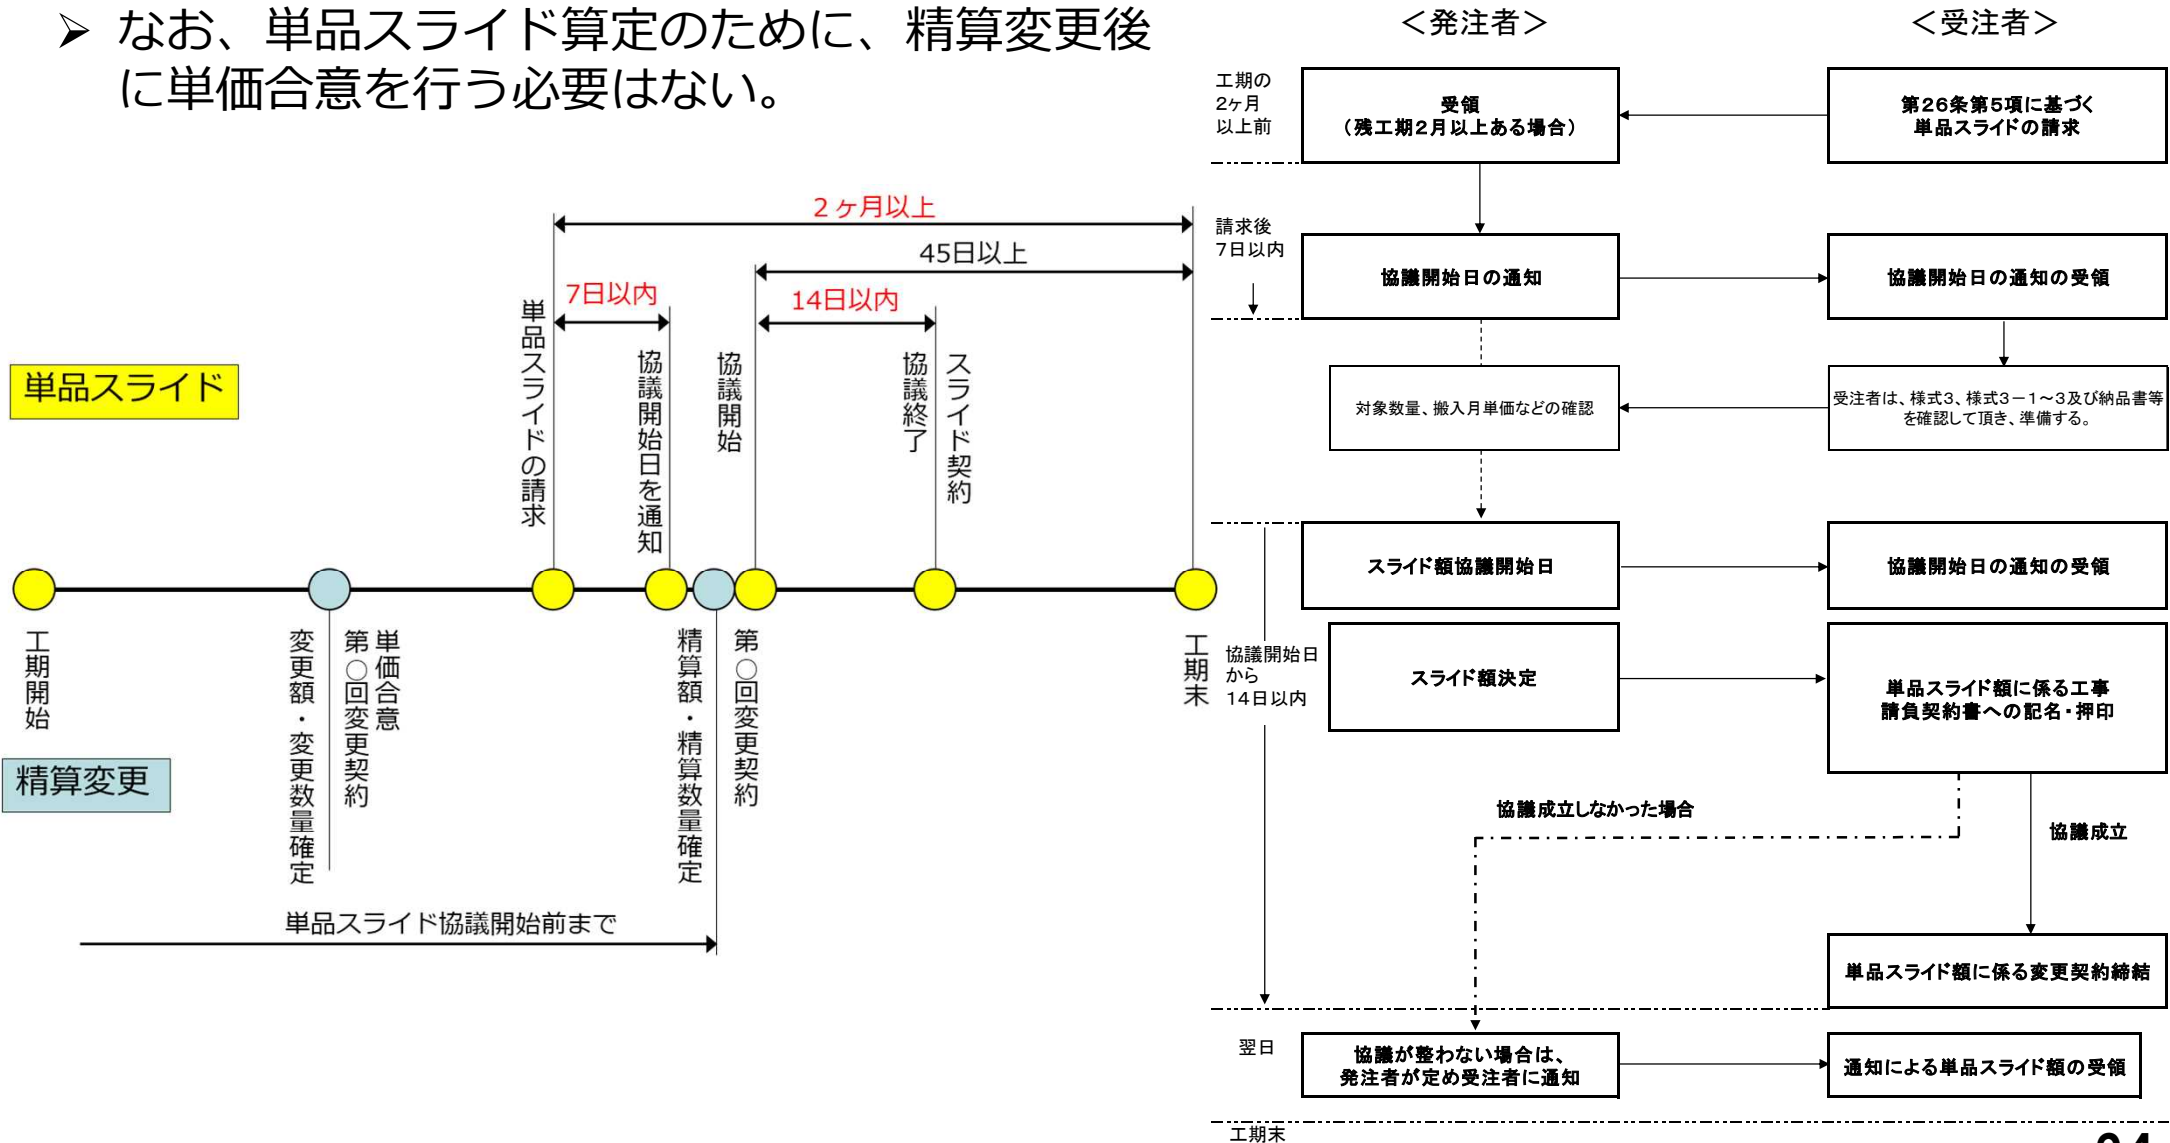 ➢ なお、単品スライド算定のために、精算変更後
に単価合意を行う必要はない。
2ヶ月以上
45日以上
7日以内
14日以内
単品スライドの請求
協議開始日を通知
協議開始
協議終了
スライド契約
単品スライド
工期開始
変更額・変更数量確定
第○回変更契約
単価合意
精算額・精算数量確定
第○回変更契約
工期末
精算変更
単品スライド協議開始前まで
＜発注者＞
＜受注者＞
工期の
2ヶ月
以上前
受領
（残工期２月以上ある場合）
第２６条第５項に基づく
単品スライドの請求
請求後
7日以内
協議開始日の通知
協議開始日の通知の受領
対象数量、搬入月単価などの確認
受注者は、様式3、様式3－1～3及び納品書等
を確認して頂き、準備する。
スライド額協議開始日
協議開始日の通知の受領
協議開始日
から
14日以内
スライド額決定
単品スライド額に係る工事
請負契約書への記名・押印
協議成立しなかった場合
協議成立
単品スライド額に係る変更契約締結
翌日
協議が整わない場合は、
発注者が定め受注者に通知
通知による単品スライド額の受領
工期末